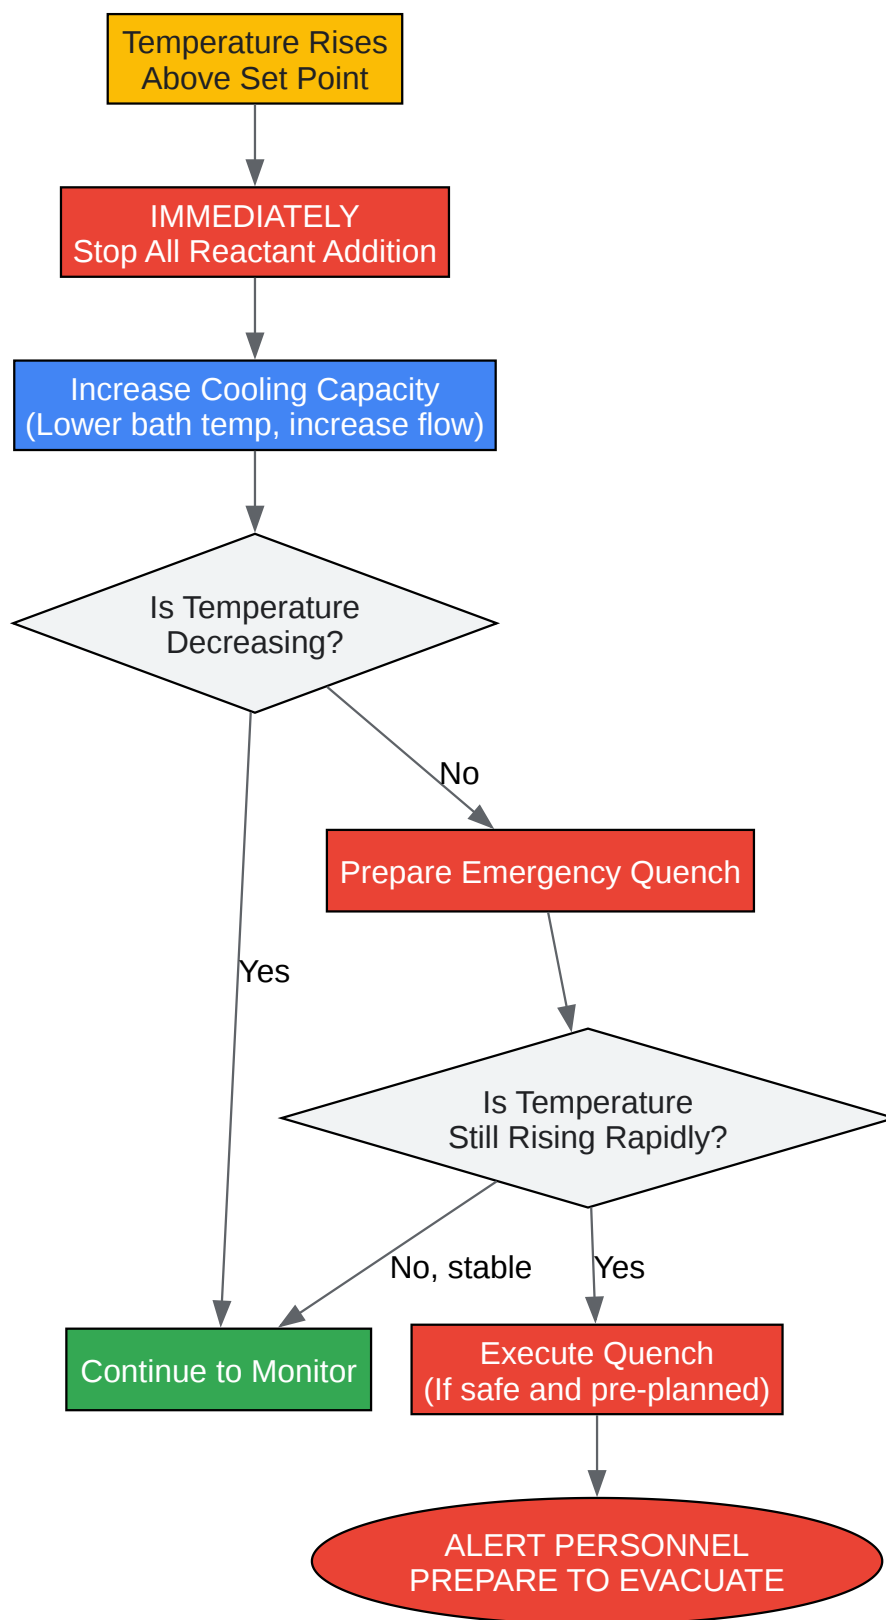 Temperature Rises
Above Set Point
IMMEDIATELY
Stop All Reactant Addition
Increase Cooling Capacity
(Lower bath temp, increase flow)
Is Temperature
Decreasing?
No
Prepare Emergency Quench
Yes
Is Temperature
Still Rising Rapidly?
No, stable
Yes
Continue to Monitor
Execute Quench
(If safe and pre-planned)
ALERT PERSONNEL
PREPARE TO EVACUATE